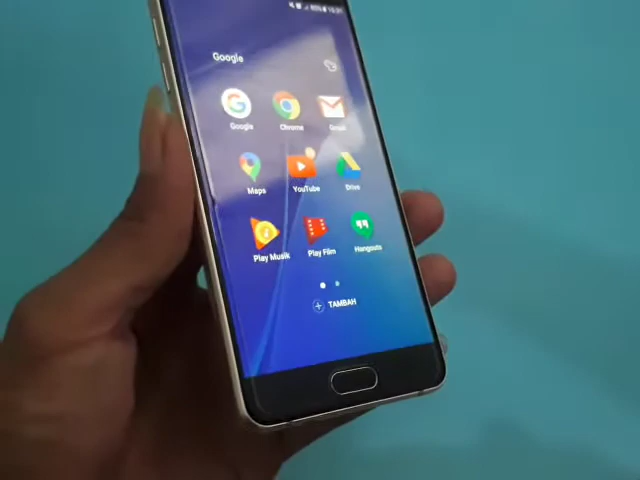 Google
Google Chrome Gmail
Maps YouTube Drive
Play Musik Play Film Hangouts
TAMBAH